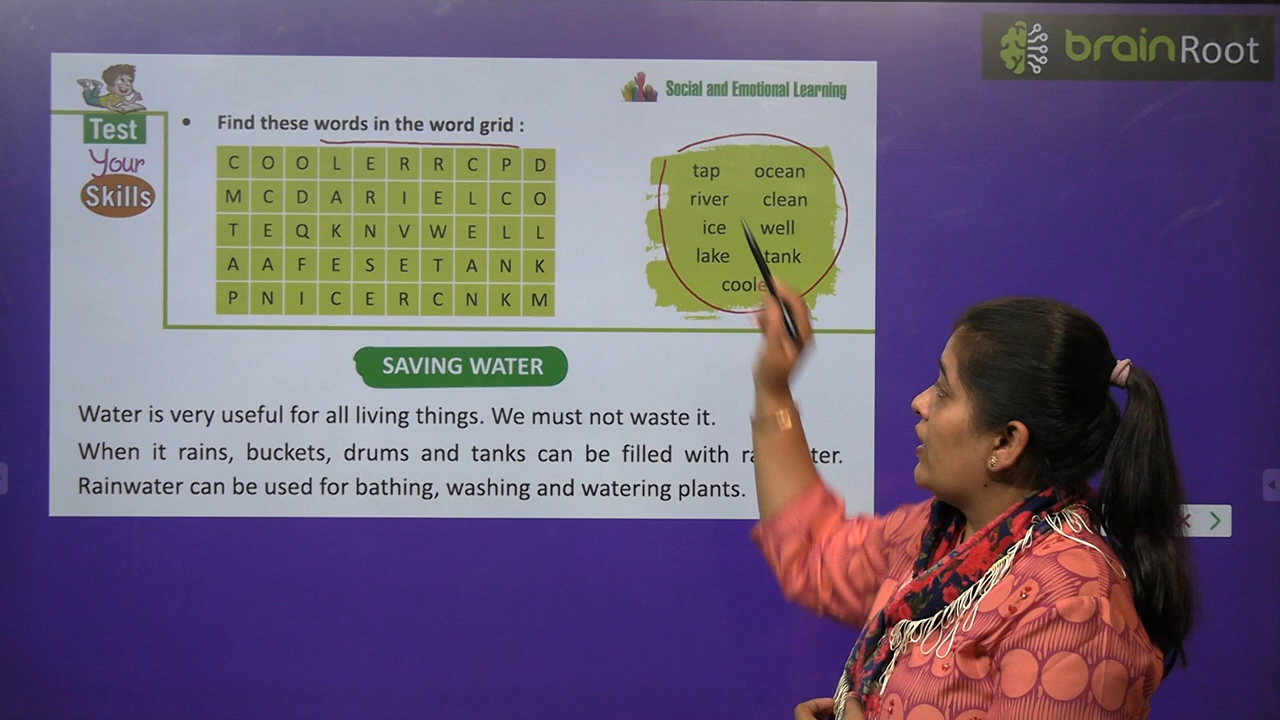 brainRoot
Social and Emotional Learning
Test
Your
Skills
• Find these words in the word grid :
C O O L E R R C P D
M C D A R I E L C O
T E Q K N V W E L L
A A F E S E T A N K
P N I C E R C N K M
tap ocean
river clean
ice well
lake tank
SAVING WATER
Water is very useful for all living things. We must not waste it.
When it rains, buckets, drums and tanks can be filled with
Rainwater can be used for bathing, washing and watering plants.